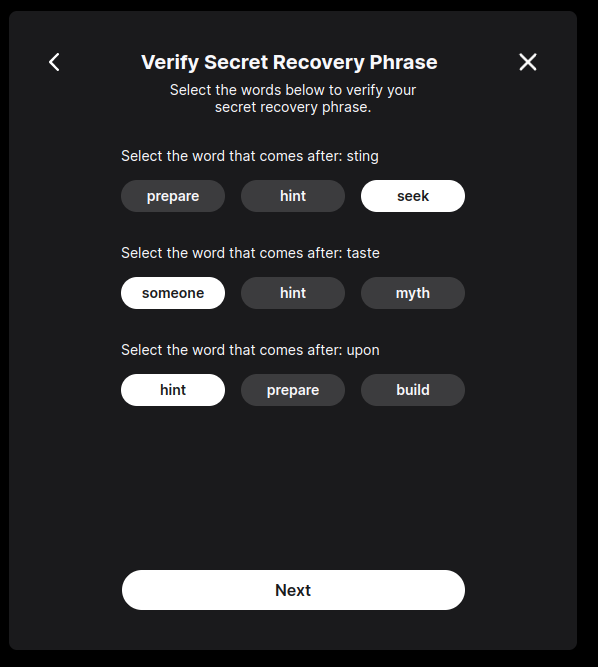 Verify Secret Recovery Phrase
Select the words below to verify your
secret recovery phrase.
Select the word that comes after: sting
prepare hint seek
Select the word that comes after: taste
someone hint myth
Select the word that comes after: upon
hint prepare build
Next